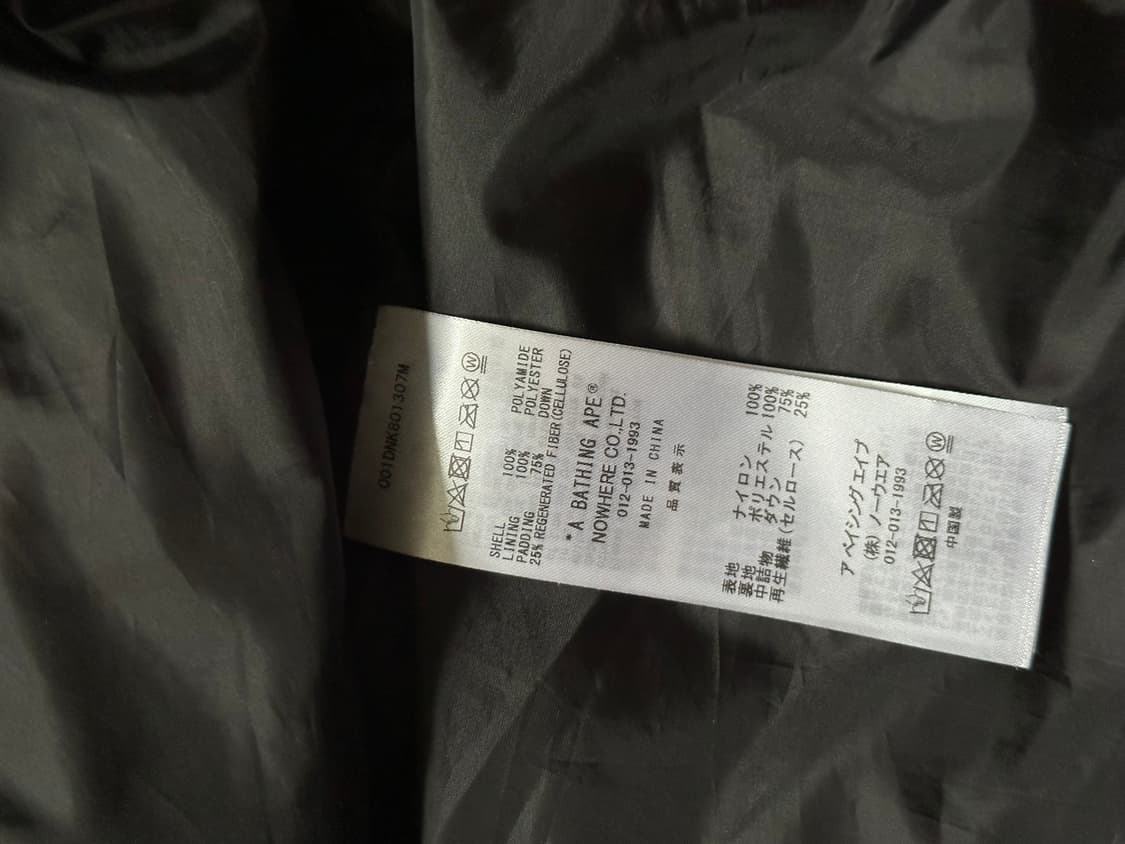 001DNK801307M
SHELL 100% POLYAMIDE
LINING 100% POLYESTER
PADDING 75% DOWN
25% REGENERATED FIBER(CELLULOSE)
*A BATHING APE®
NOWHERE CO.,LTD.
012-013-1993
MADE IN CHINA
品質表示
表地 ナイロン 100%
裏地 ポリエステル 100%
中詰物 ダウン 75%
再生繊維(セルロース) 25%
ア ベイシング エイプ
(株)ノーウエア
012-013-1993
中国製